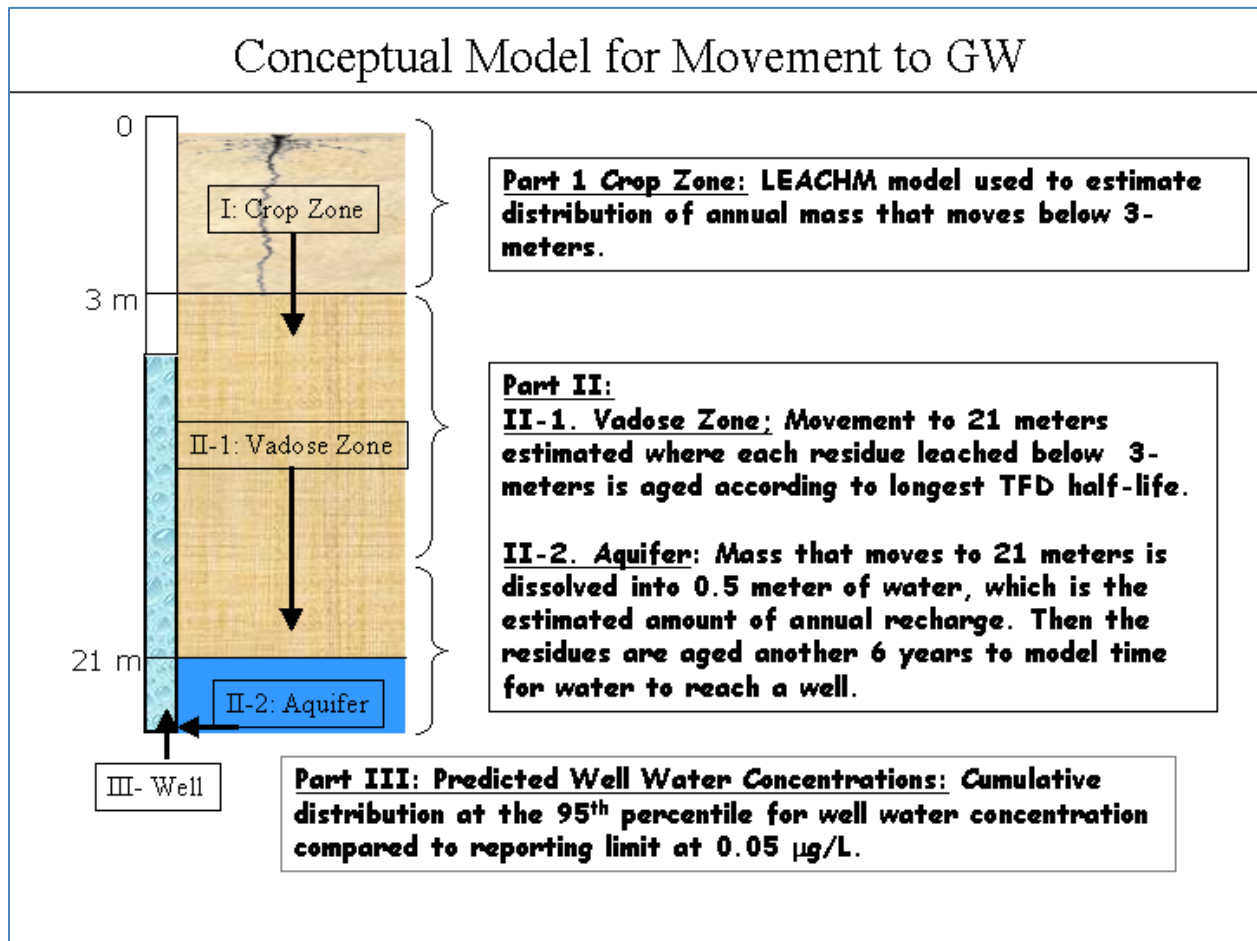 Conceptual Model for Movement to GW
0
I: Crop Zone
Part 1 Crop Zone: LEACHM model used to estimate
distribution of annual mass that moves below 3-
meters.
3 m
Part II:
II-1. Vadose Zone; Movement to 21 meters
estimated where each residue leached below 3-
meters is aged according to longest TFD half-life.
II-1: Vadose Zone
II-2. Aquifer: Mass that moves to 21 meters is
dissolved into 0.5 meter of water, which is the
estimated amount of annual recharge. Then the
residues are aged another 6 years to model time
for water to reach a well.
21 m
II-2: Aquifer
III- Well
Part III: Predicted Well Water Concentrations: Cumulative
distribution at the 95th percentile for well water concentration
compared to reporting limit at 0.05 µg/L.